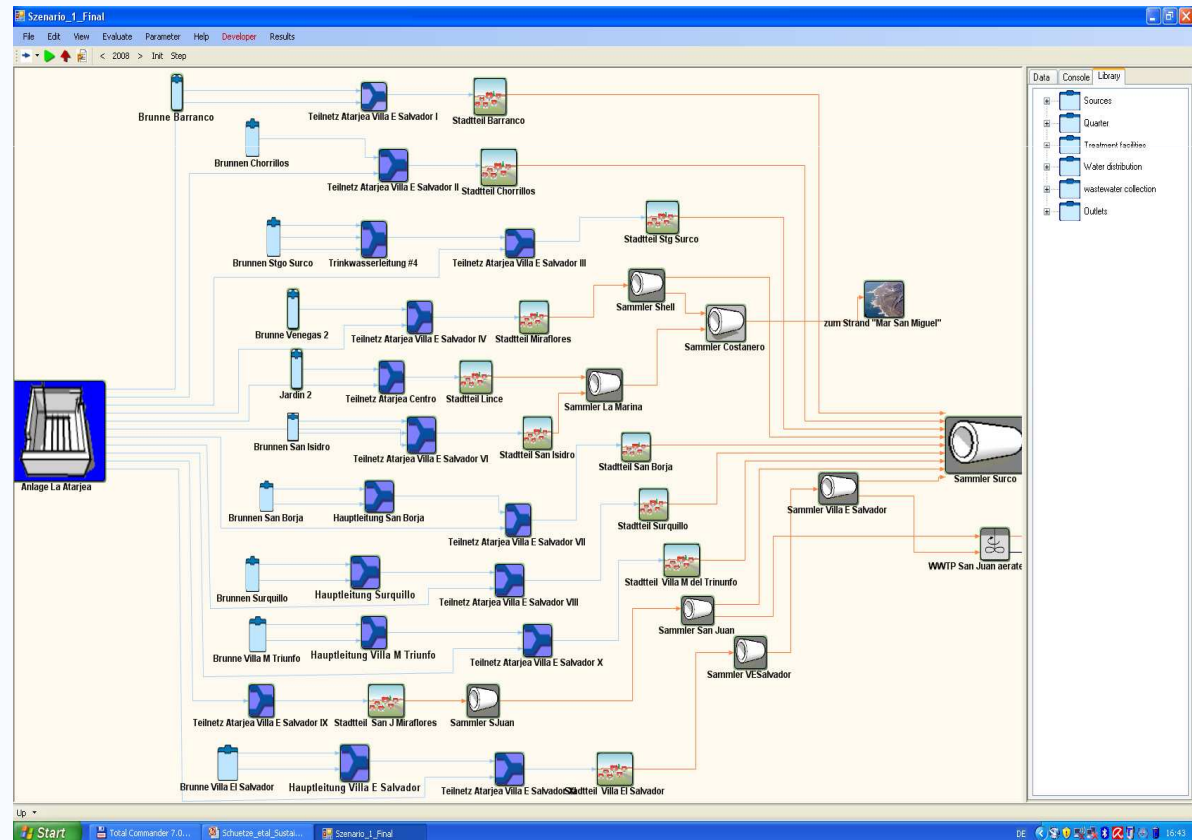 Szenario_1_Final
File Edit View Evaluate Parameter Help Developer Results
< 2008 > Init Step
Data Console Library
Sources
Quarter
Treatment facilities
Water distribution
wastewater collection
Outlets
Brunne Barranco
Teilnetz Atarjea Villa E Salvador I
Stadtteil Barranco
Brunnen Chorrillos
Teilnetz Atarjea Villa E Salvador II
Stadtteil Chorrillos
Brunnen Stgo Surco
Trinkwasserleitung #4
Teilnetz Atarjea Villa E Salvador III
Stadtteil Stg Surco
Brunne Venegas 2
Teilnetz Atarjea Villa E Salvador IV
Stadtteil Miraflores
Sammler Shell
Sammler Costanero
zum Strand "Mar San Miguel"
Jardin 2
Teilnetz Atarjea Centro
Stadtteil Lince
Sammler La Marina
Anlage La Atarjea
Brunnen San Isidro
Teilnetz Atarjea Villa E Salvador VI
Stadtteil San Isidro
Stadtteil San Borja
Sammler Surco
Brunnen San Borja
Hauptleitung San Borja
Teilnetz Atarjea Villa E Salvador VII
Stadtteil Surquillo
Sammler Villa E Salvador
WWTP San Juan aerate
Brunnen Surquillo
Hauptleitung Surquillo
Teilnetz Atarjea Villa E Salvador VIII
Stadtteil Villa M del Trinunfo
Brunne Villa M Triunfo
Hauptleitung Villa M Triunfo
Teilnetz Atarjea Villa E Salvador X
Sammler San Juan
Sammler VESalvador
Teilnetz Atarjea Villa E Salvador IX
Stadtteil San J Miraflores
Sammler SJuan
Brunne Villa El Salvador
Hauptleitung Villa E Salvador
Teilnetz Atarjea Villa E Salvador
Stadtteil Villa El Salvador
Up
Start Total Commander 7.0... Schuetze_etal_Sustai... Szenario_1_Final DE 16:43